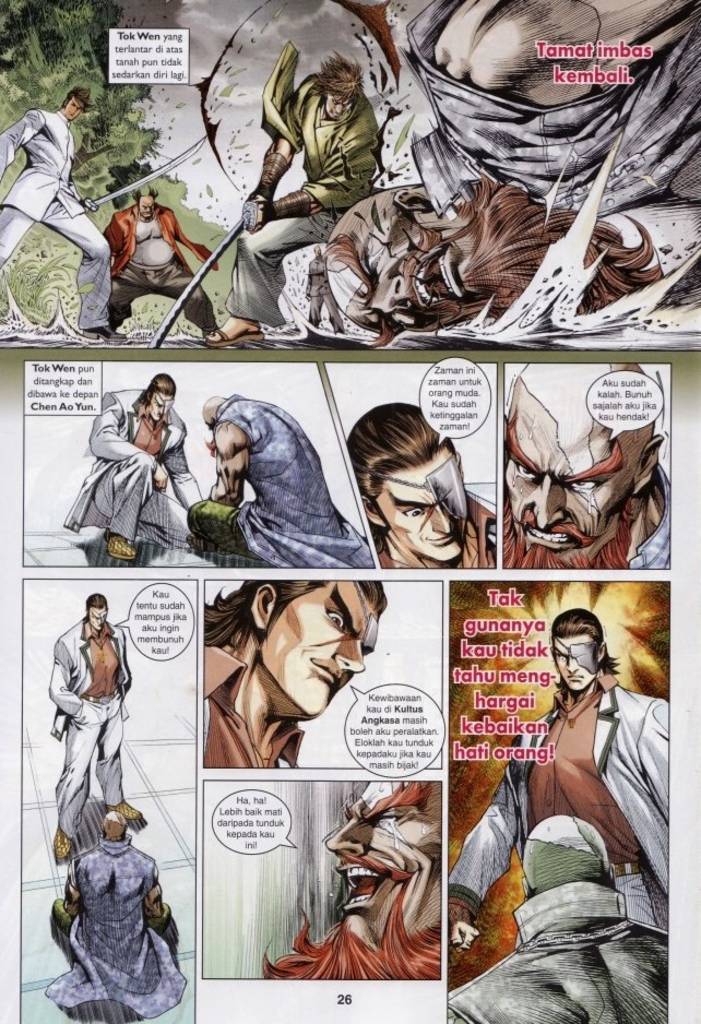 Tok Wen yang
terlantar di atas
tanah pun tidak
sedarkan diri lagi.
Tamat imbas
kembali.
Tok Wen pun
ditangkap dan
dibawa ke depan
Chen Ao Yun.
Zaman ini
zaman untuk
orang muda.
Kau sudah
ketinggalan
zaman!
Aku sudah
kalah. Bunuh
sajalah aku jika
kau hendak!
Kau
tentu sudah
mampus jika
aku ingin
membunuh
kau!
Kewibawaan
kau di Kultus
Angkasa masih
boleh aku peralatkan.
Eloklah kau tunduk
kepadaku jika kau
masih bijak!
Ha, ha!
Lebih baik mati
daripada tunduk
kepada kau
ini!
Tak
gunanya
kau tidak
tahu meng-
hargai
kebaikan
hati orang!
26